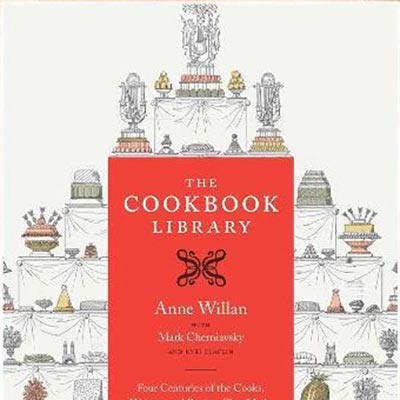 THE
COOKBOOK
LIBRARY
Anne Willan
WITH
Mark Cherniavsky
AND KYRI CLAFLIN
Four Centuries of the Cooks,